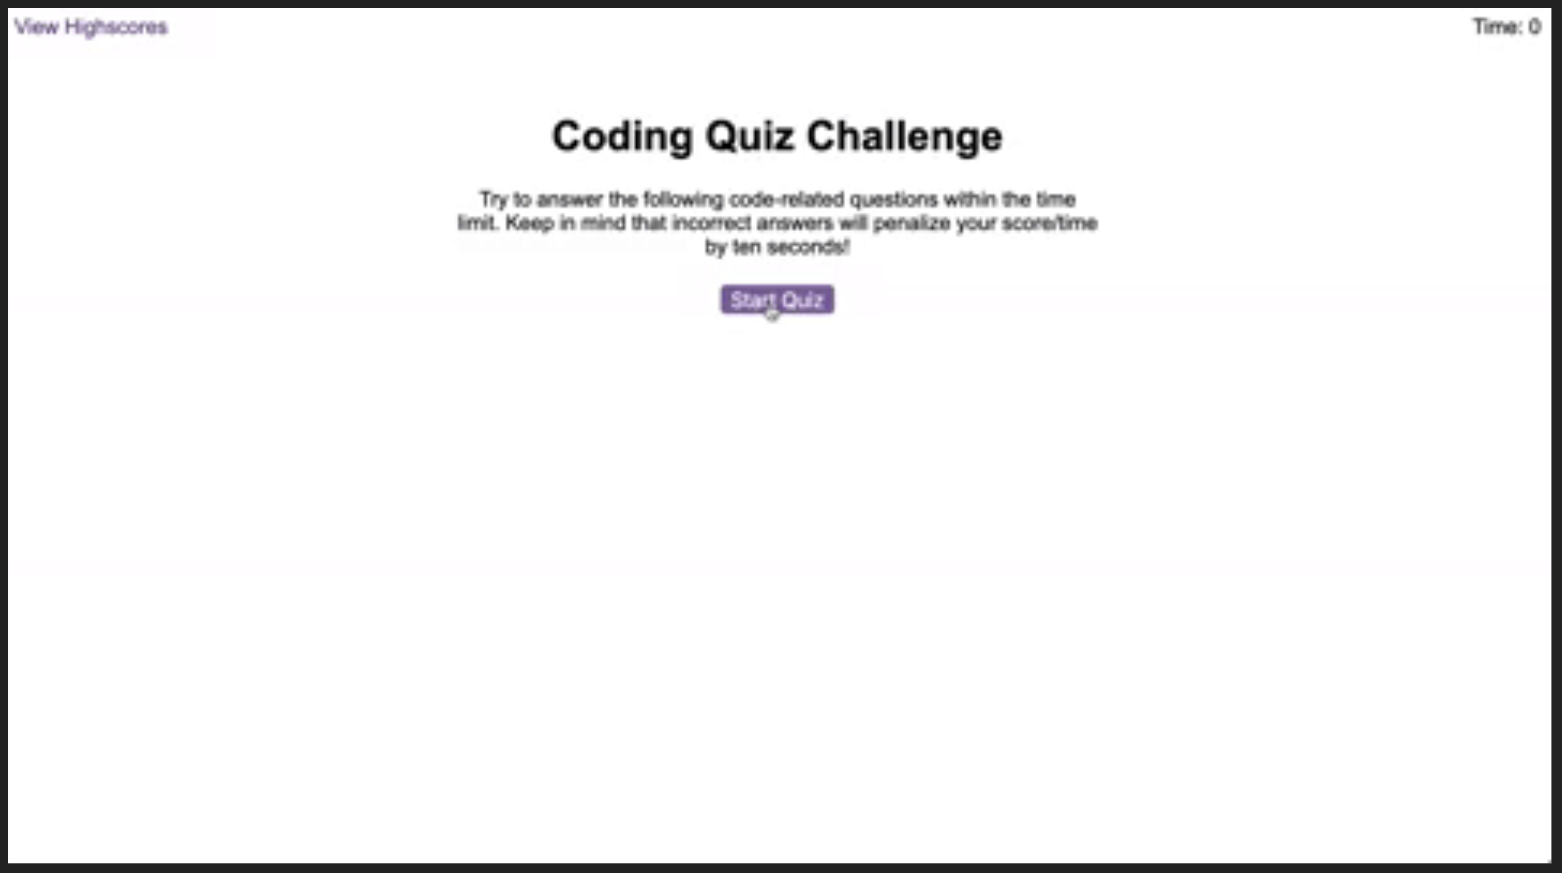 View Highscores
Time: 0
Coding Quiz Challenge
Try to answer the following code-related questions within the time
limit. Keep in mind that incorrect answers will penalize your score/time
by ten seconds!
Start Quiz